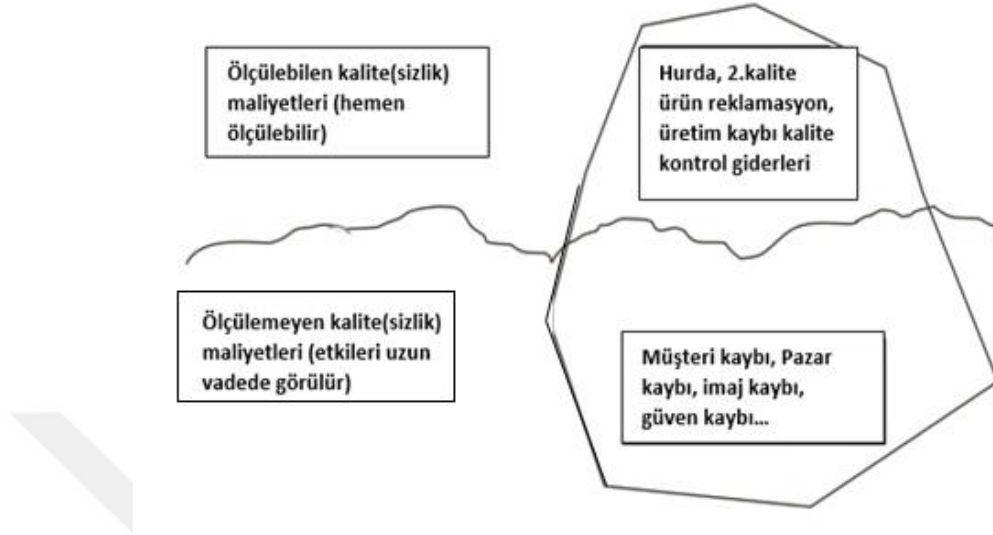 Ölçülebilen kalite(sizlik)
maliyetleri (hemen
ölçülebilir)
Hurda, 2.kalite
ürün reklamasyon,
üretim kaybı kalite
kontrol giderleri
Ölçülemeyen kalite(sizlik)
maliyetleri (etkileri uzun
vadede görülür)
Müşteri kaybı, Pazar
kaybı, imaj kaybı,
güven kaybı...